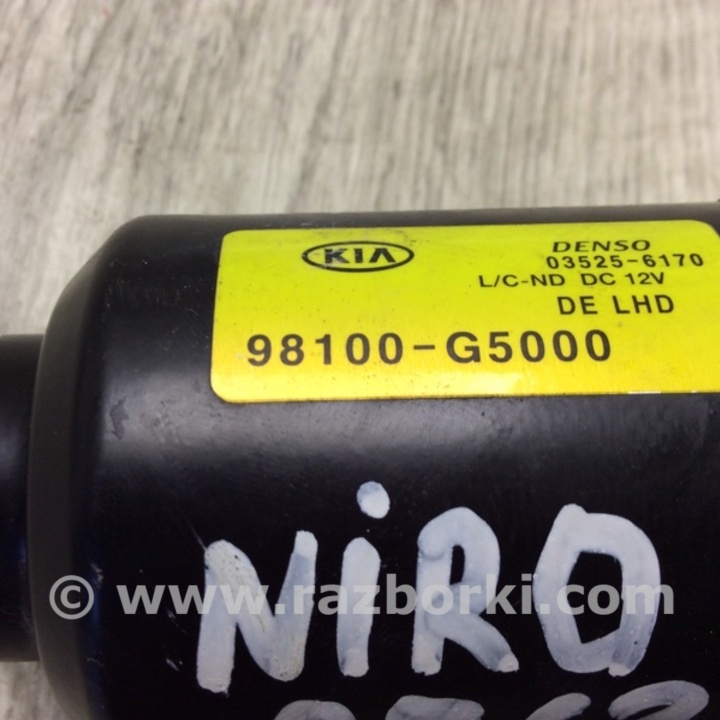 KIA
DENSO
03525-6170
L/C-ND DC 12V
DE LHD
98100-G5000
NiRO
© www.razborki.com